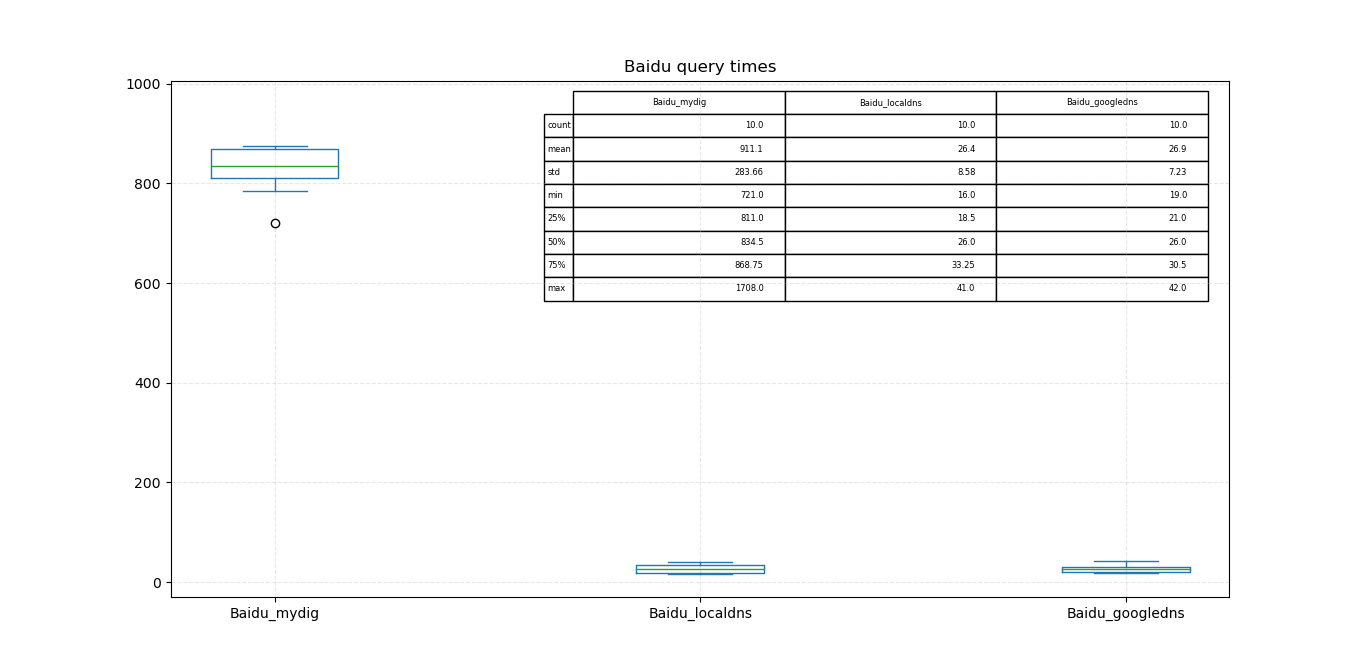 Baidu query times
1000
800
600
400
200
0
Baidu_mydig Baidu_localdns Baidu_googledns
count 10.0 10.0 10.0
mean 911.1 26.4 26.9
std 283.66 8.58 7.23
min 721.0 16.0 19.0
25% 811.0 18.5 21.0
50% 834.5 26.0 26.0
75% 868.75 33.25 30.5
max 1708.0 41.0 42.0
Baidu_mydig Baidu_localdns Baidu_googledns